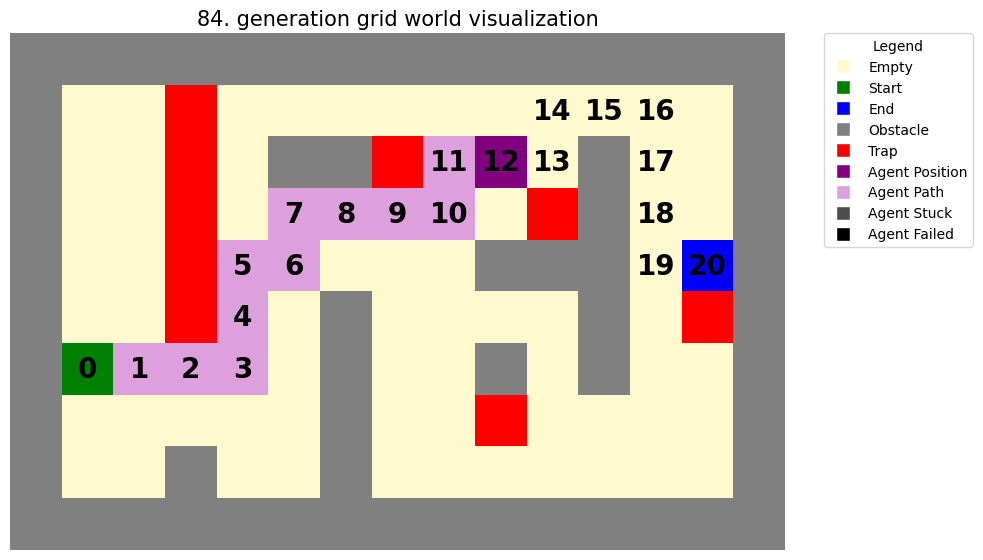 84. generation grid world visualization
14 15 16
11 12 13 17
7 8 9 10 18
5 6 19 20
4
0 1 2 3
Legend
Empty
Start
End
Obstacle
Trap
Agent Position
Agent Path
Agent Stuck
Agent Failed